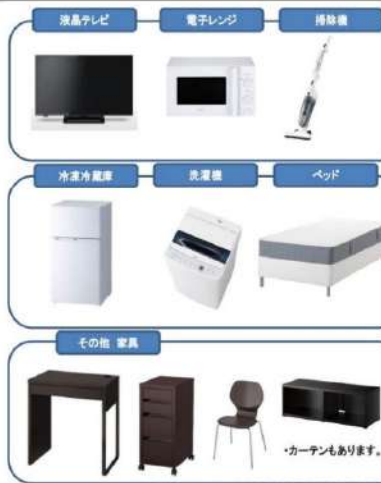 液晶テレビ
電子レンジ
掃除機
冷凍冷蔵庫
洗濯機
ベッド
その他 家具
・カーテンもあります。